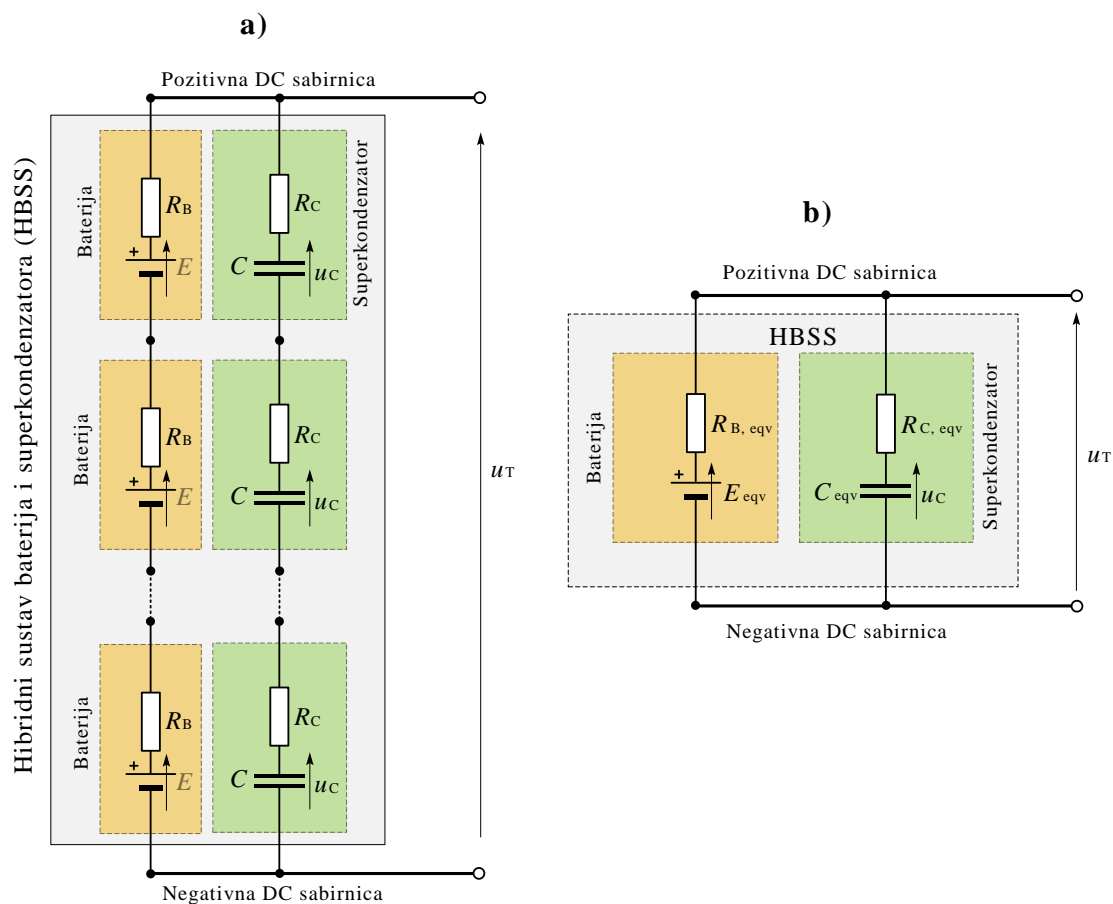 a)
Pozitivna DC sabirnica
Hibridni sustav baterija i superkondenzatora (HBSS)
Baterija
RB
+
E
RC
C
uC
Superkondenzator
Baterija
RB
+
E
RC
C
uC
Baterija
RB
+
E
RC
C
uC
uT
Negativna DC sabirnica
b)
Pozitivna DC sabirnica
HBSS
Baterija
RB, eqv
+
E eqv
RC, eqv
C eqv
uC
Superkondenzator
uT
Negativna DC sabirnica